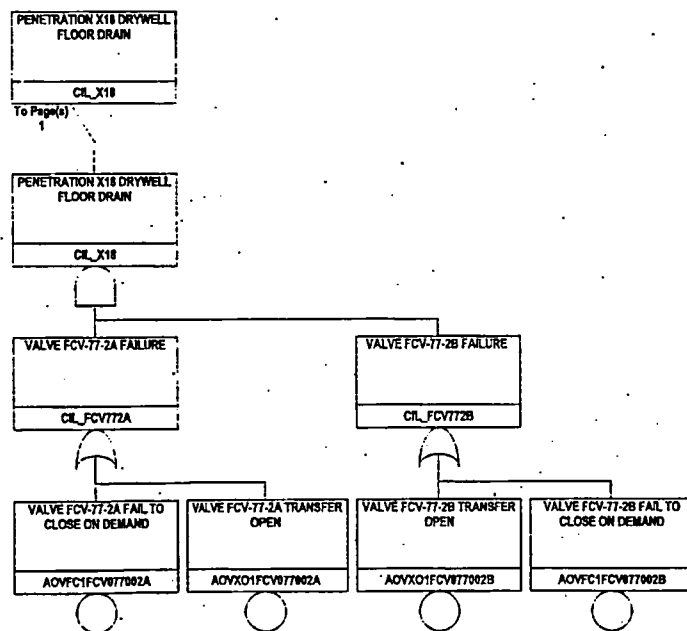 PENETRATION X18 DRYWELL
FLOOR DRAIN
CIL_X18
To Page(s)
1
PENETRATION X18 DRYWELL
FLOOR DRAIN
CIL_X18
VALVE FCV-77-2A FAILURE
CIL_FCV772A
VALVE FCV-77-2B FAILURE
CIL_FCV772B
VALVE FCV-77-2A FAIL TO
CLOSE ON DEMAND
AOVFC1FCV077002A
VALVE FCV-77-2A TRANSFER
OPEN
AOVXO1FCV077002A
VALVE FCV-77-2B TRANSFER
OPEN
AOVXO1FCV077002B
VALVE FCV-77-2B FAIL TO
CLOSE ON DEMAND
AOVFC1FCV077002B